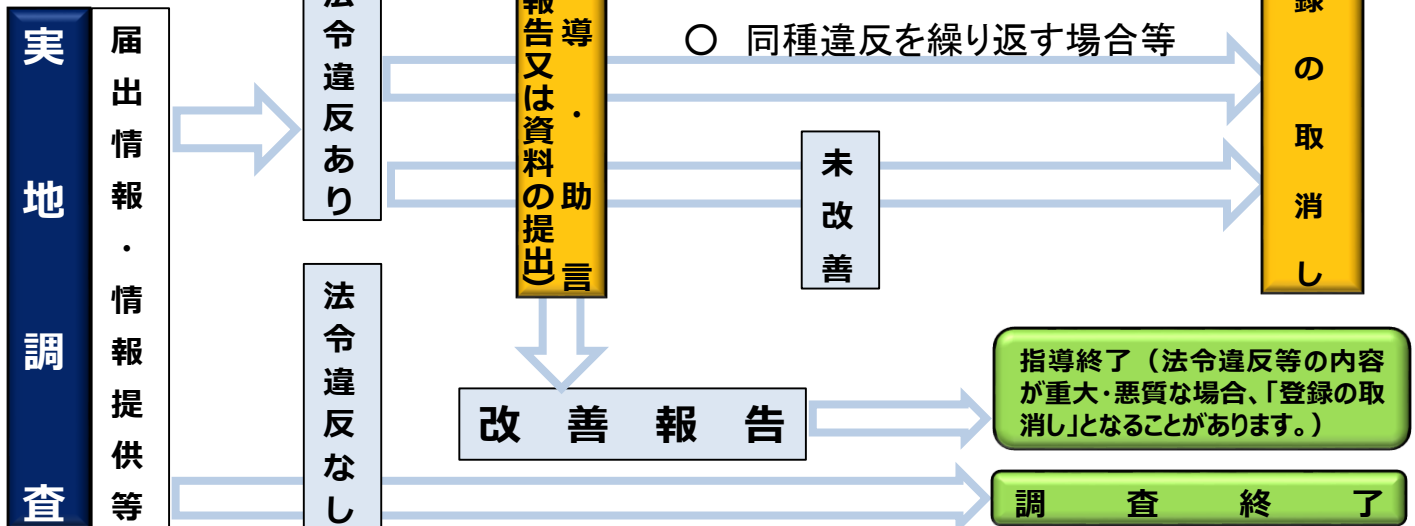 実地調査
届出情報・情報提供等
法令違反あり
報告又は資料の提出)
導・助言
〇 同種違反を繰り返す場合等
未改善
録の取消し
法令違反なし
改善報告
指導終了（法令違反等の内容
が重大・悪質な場合、「登録の取
消し」となることがあります。）
調査終了